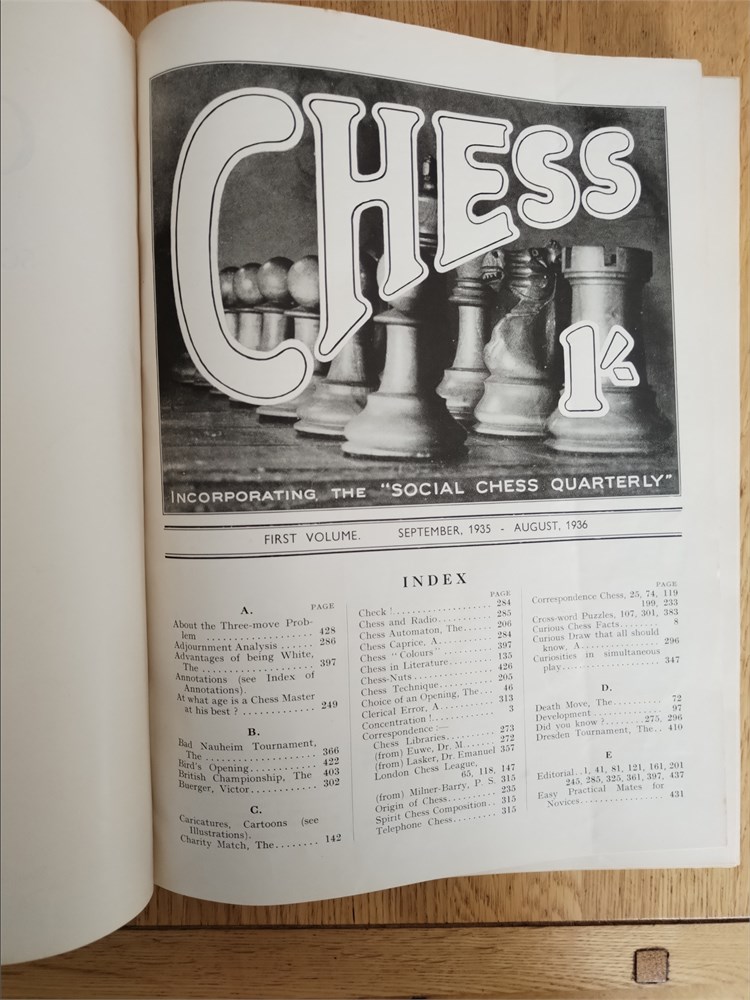 CHESS
1/-
INCORPORATING THE "SOCIAL CHESS QUARTERLY"
FIRST VOLUME. SEPTEMBER, 1935 - AUGUST, 1936
INDEX
A.
PAGE
About the Three-move Prob-
lem .................. 428
Adjournment Analysis ....... 286
Advantages of being White,
The .................. 397
Annotations (see Index of
Annotations).
At what age is a Chess Master
at his best ? ............ 249
B.
Bad Nauheim Tournament,
The .................. 366
Bird's Opening ............ 422
British Championship, The 403
Buerger, Victor ........... 302
C.
Caricatures, Cartoons (see
Illustrations).
Charity Match, The ........ 142
PAGE
Check ! .................. 284
Chess and Radio ........... 285
Chess Automaton, The ...... 206
Chess Caprice, A .......... 284
Chess "Colours" .......... 397
Chess in Literature ....... 135
Chess-Nuts ............... 426
Chess Technique ........... 205
Choice of an Opening, The ... 46
Clerical Error, A .......... 313
Concentration ! ............ 3
Correspondence—
Chess Libraries ........... 273
(from) Euwe, Dr. M ....... 272
(from) Lasker, Dr. Emanuel 357
London Chess League,
65, 118, 147
(from) Milner-Barry, P. S. 315
Origin of Chess ........... 235
Spirit Chess Composition .. 315
Telephone Chess ........... 315
PAGE
Correspondence Chess, 25, 74, 119
199, 233
Cross-word Puzzles, 107, 301, 383
Curious Chess Facts ........ 8
Curious Draw that all should
know, A ................ 296
Curiosities in simultaneous
play ................... 347
D.
Death Move, The .......... 72
Development .............. 97
Did you know ? ....... 275, 296
Dresden Tournament, The .. 410
E
Editorial .. 1, 41, 81, 121, 161, 201
245, 285, 325, 361, 397, 437
Easy Practical Mates for
Novices ................ 431